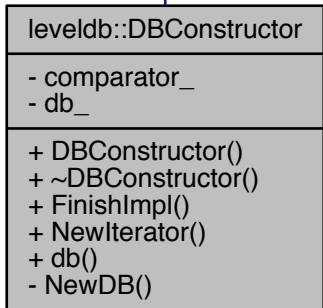 leveldb::DBConstructor
- comparator_
- db_
+ DBConstructor()
+ ~DBConstructor()
+ FinishImpl()
+ NewIterator()
+ db()
- NewDB()